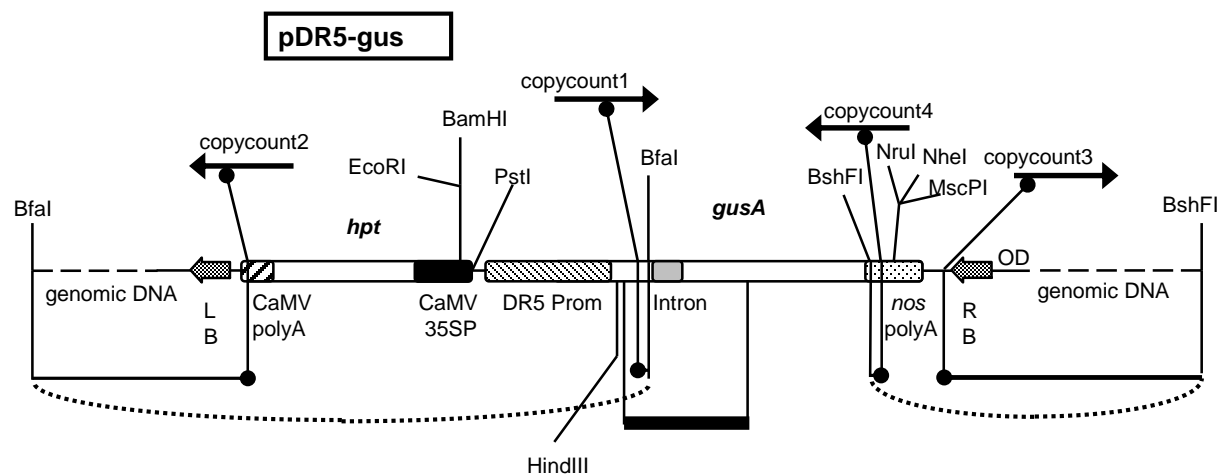 pDR5-gus
copycount1
copycount4
copycount2
BamHI
EcoRI
PstI
BfaI
NruI
NheI
copycount3
BshFI
MscPI
BfaI
hpt
gusA
BshFI
OD
genomic DNA
L
B
CaMV
polyA
CaMV
35SP
DR5 Prom
Intron
nos
polyA
R
B
genomic DNA
HindIII